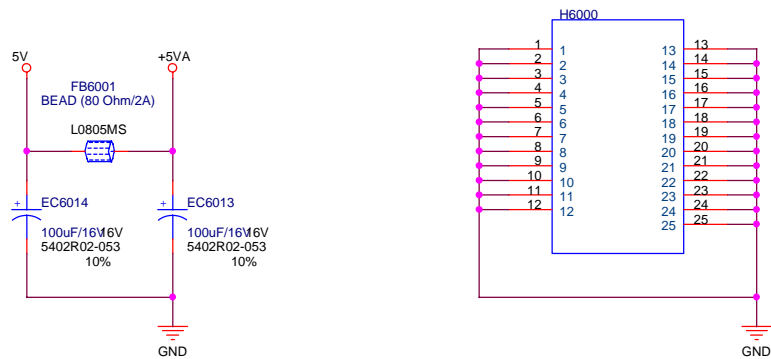 5V
+5VA
FB6001
BEAD (80 Ohm/2A)
L0805MS
+ EC6014
100uF/16V 16V
5402R02-053
10%
+ EC6013
100uF/16V 16V
5402R02-053
10%
GND
H6000
1 1 13 13
2 2 14 14
3 3 15 15
4 4 16 16
5 5 17 17
6 6 18 18
7 7 19 19
8 8 20 20
9 9 21 21
10 10 22 22
11 11 23 23
12 12 24 24
25 25
GND